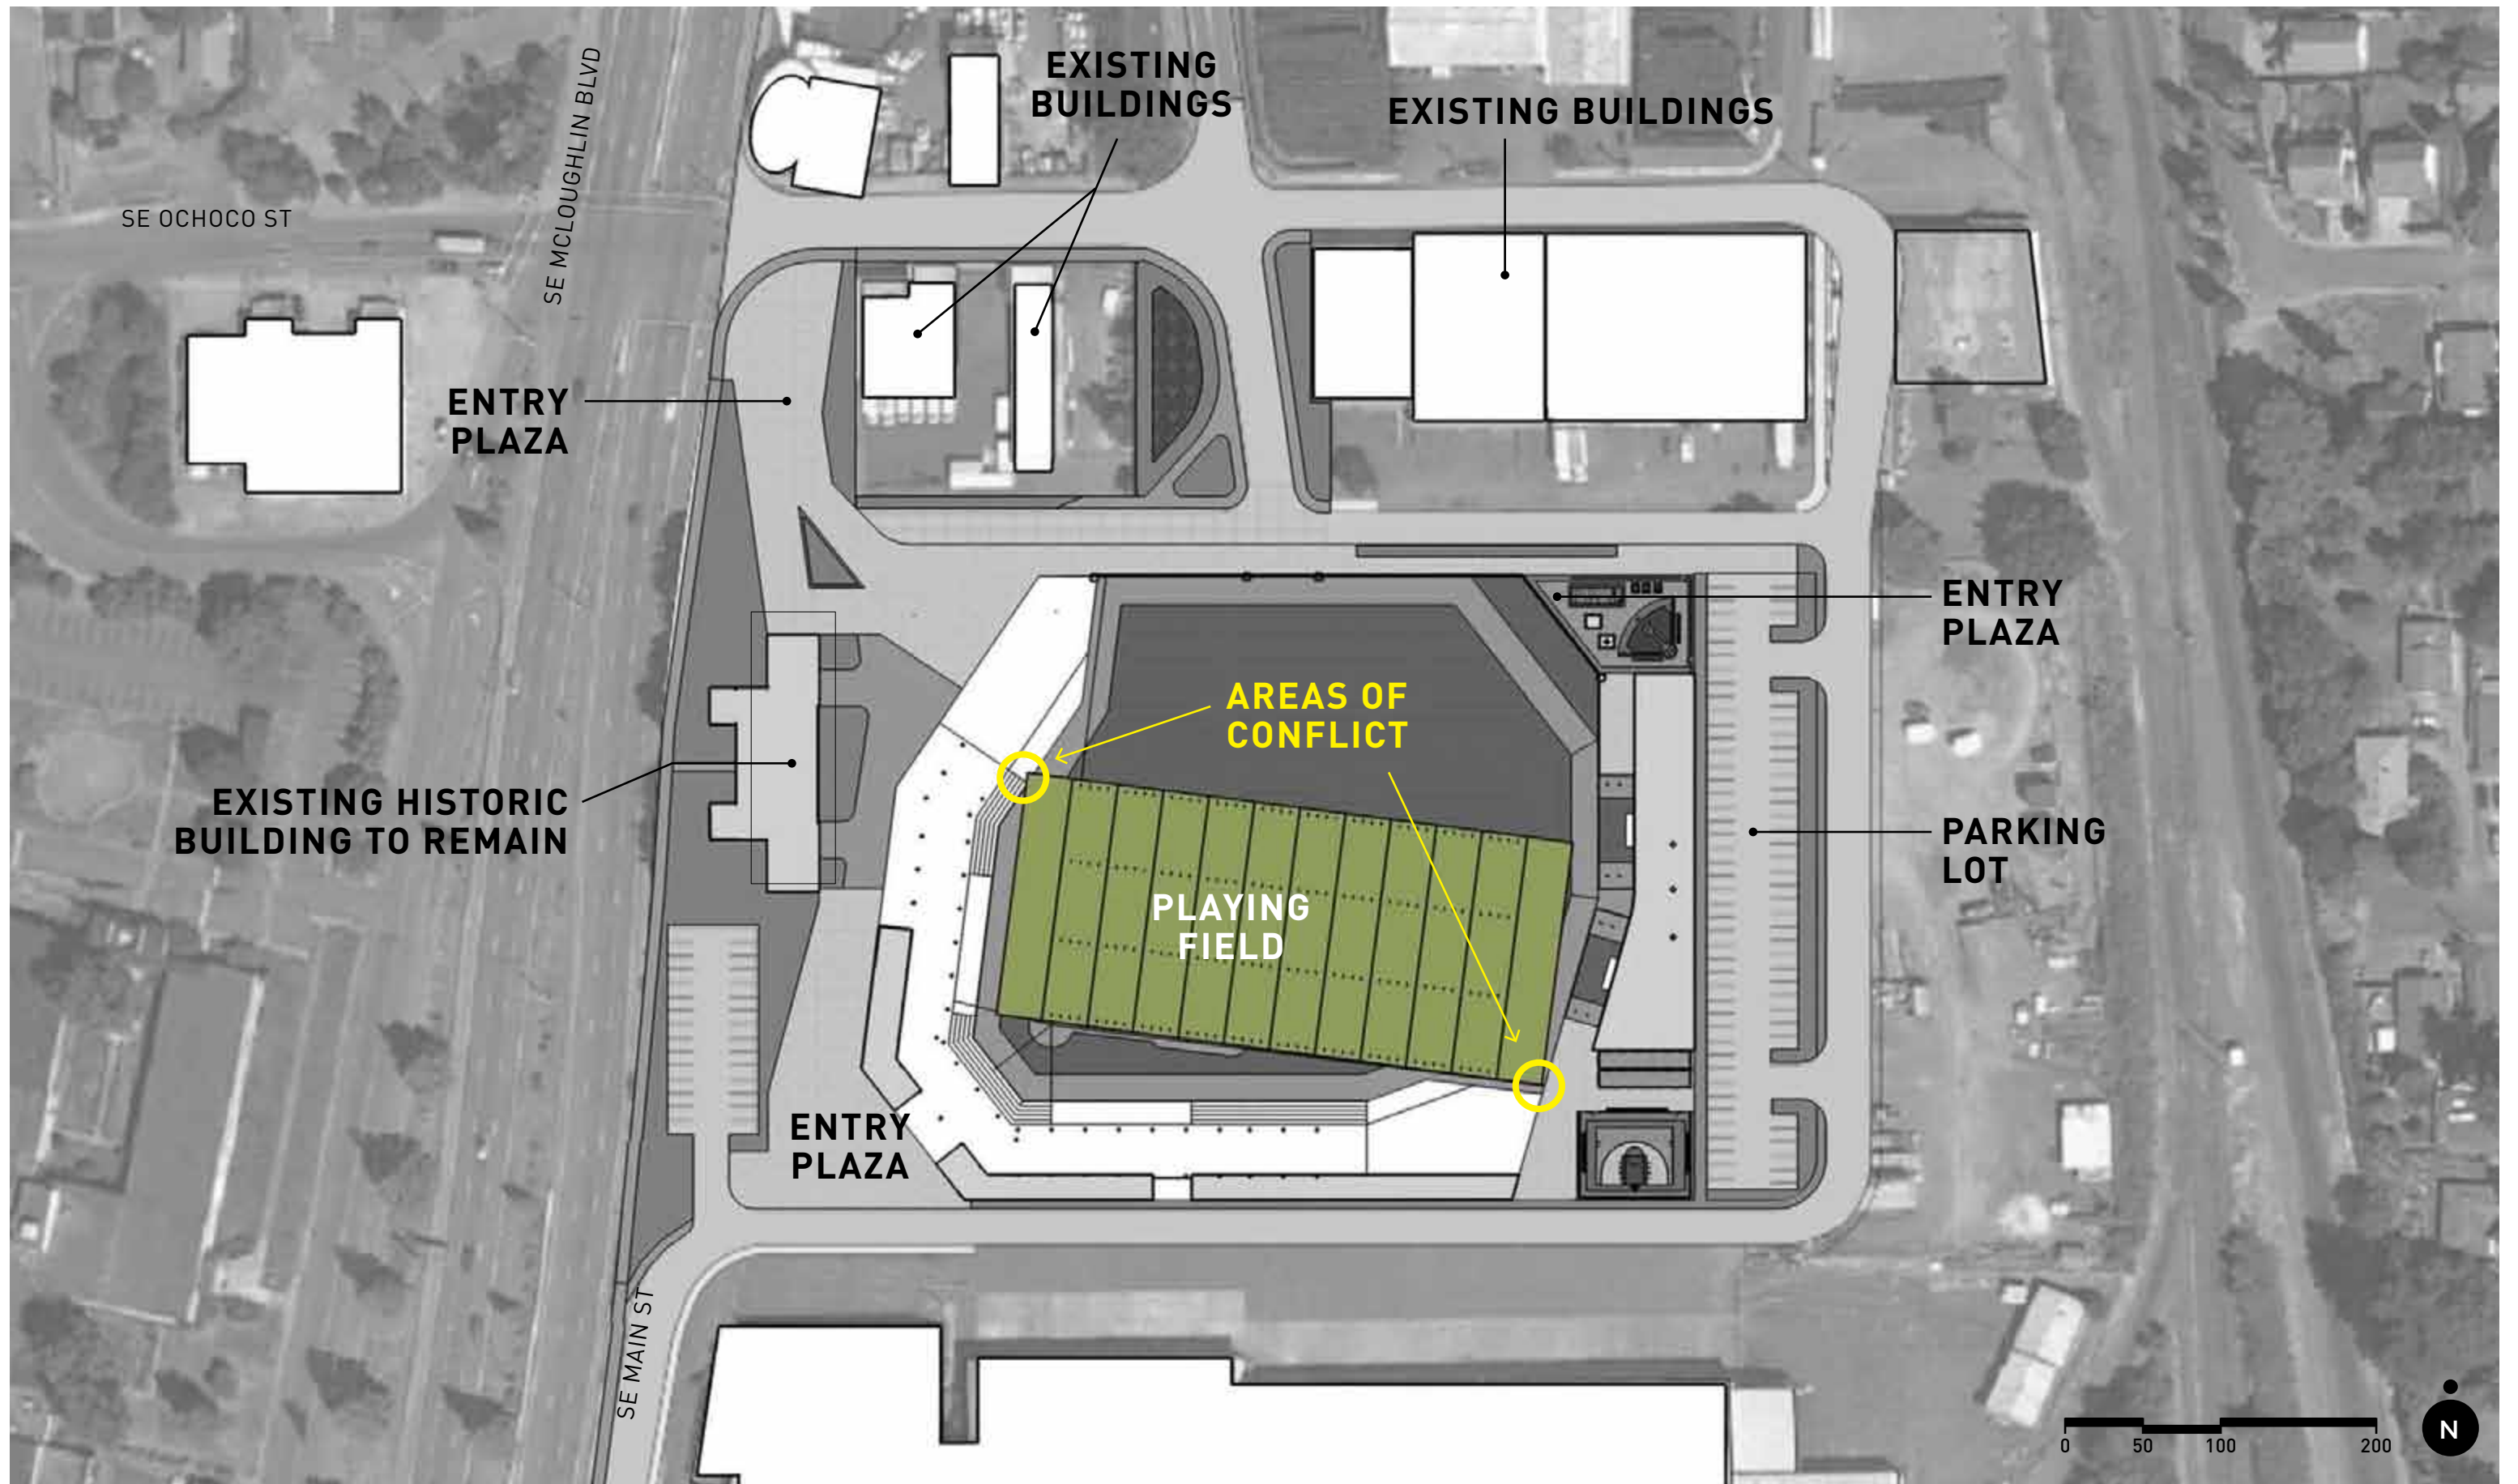 EXISTING
BUILDINGS
EXISTING BUILDINGS
SE OCHOCO ST
SE MCLOUGHLIN BLVD
ENTRY
PLAZA
ENTRY
PLAZA
AREAS OF
CONFLICT
EXISTING HISTORIC
BUILDING TO REMAIN
PARKING
LOT
PLAYING
FIELD
ENTRY
PLAZA
SE MAIN ST
0 50 100 200
N